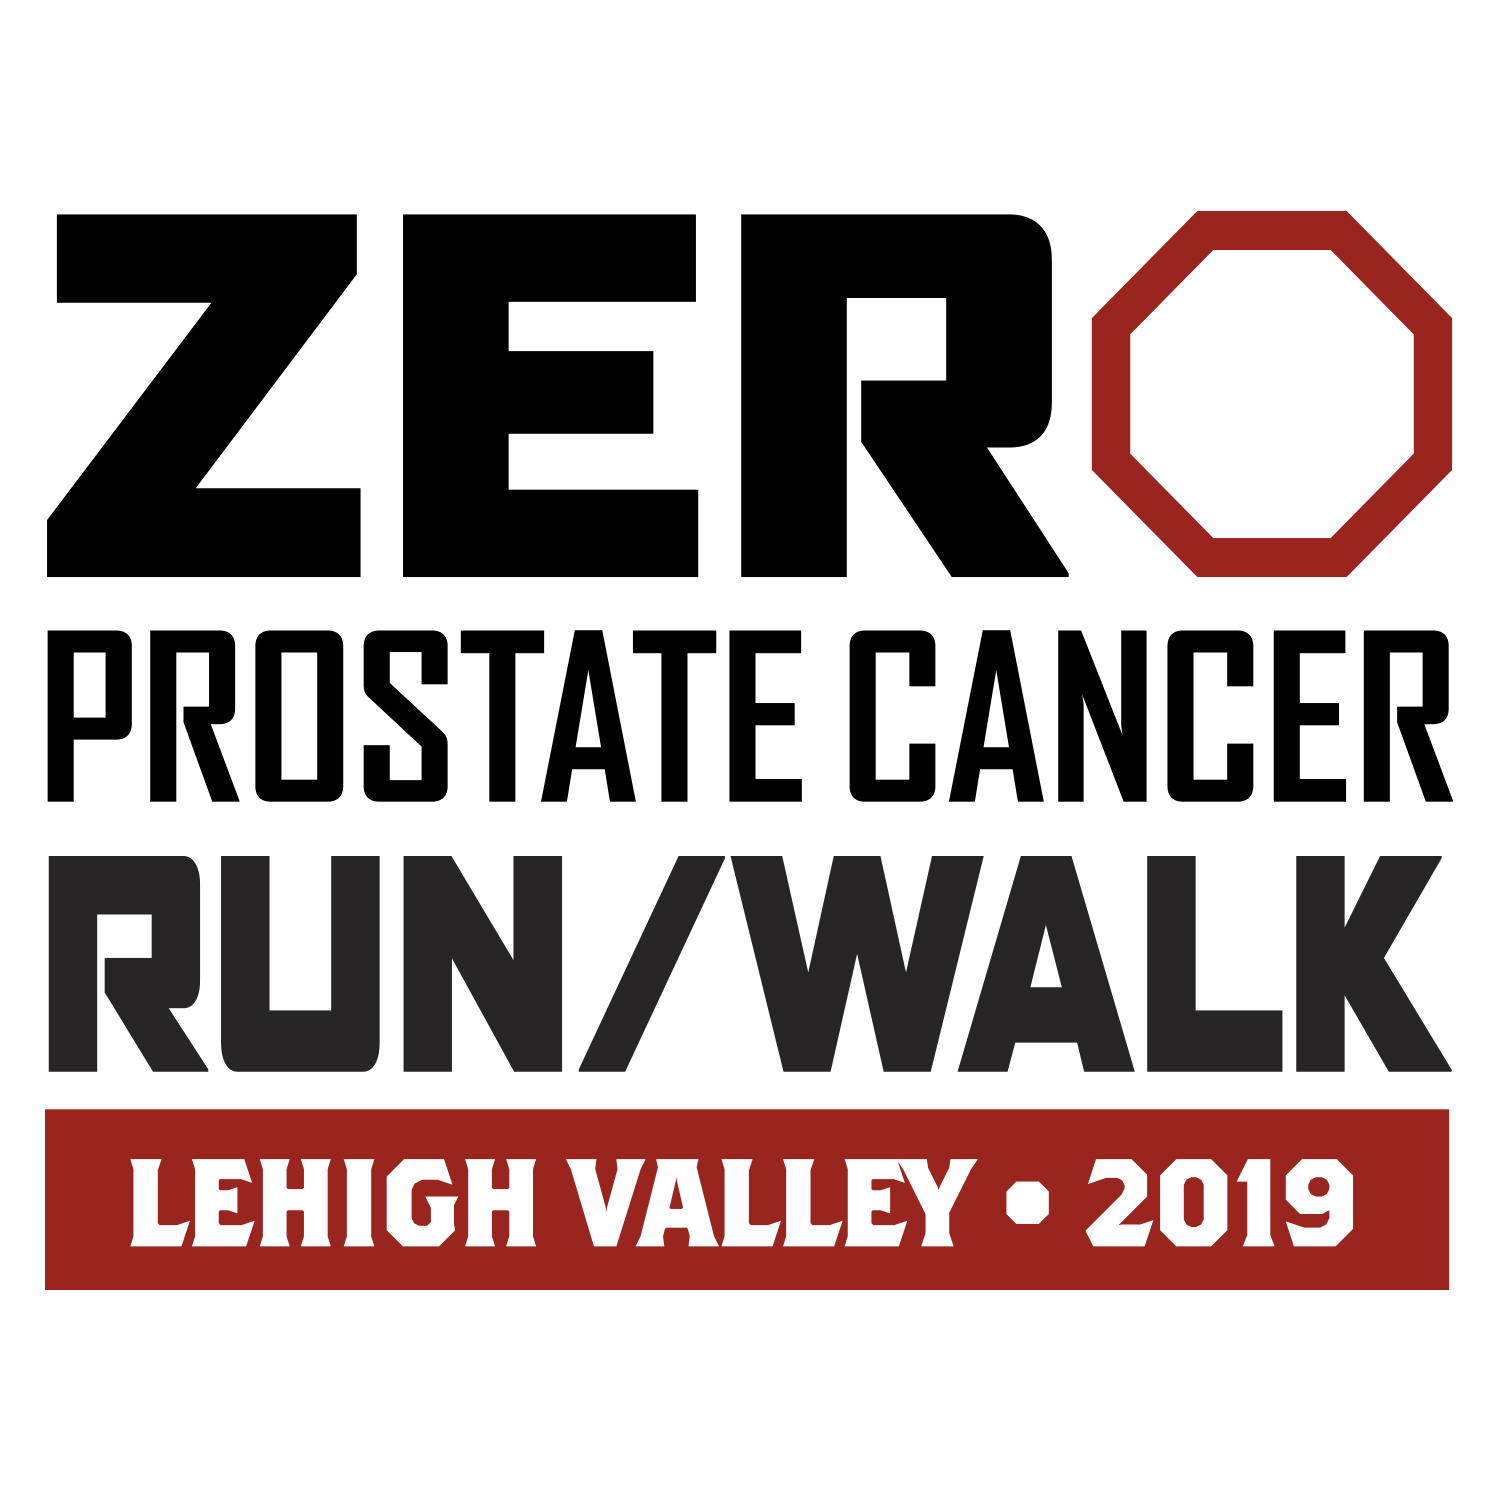 ZERO
PROSTATE CANCER
RUN/WALK
LEHIGH VALLEY • 2019